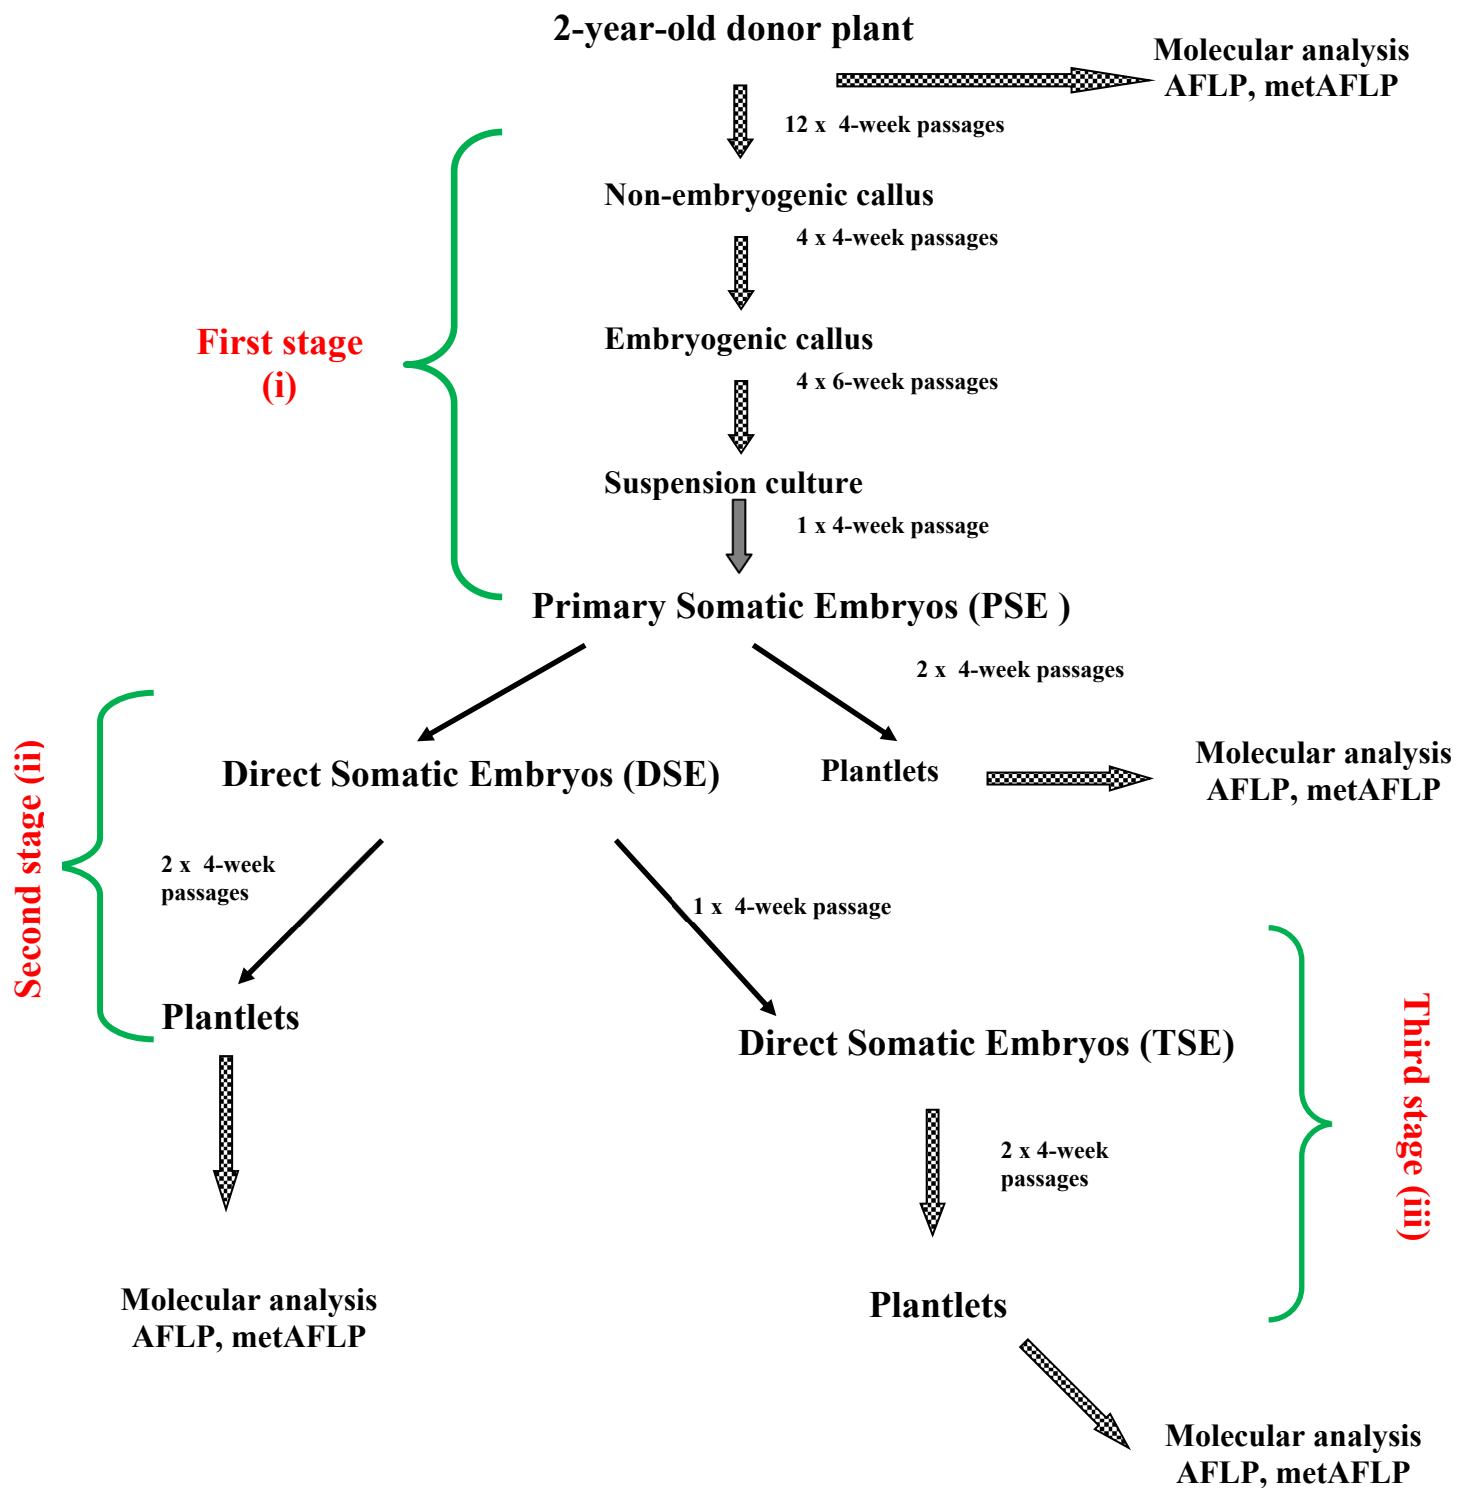 2-year-old donor plant
Molecular analysis
AFLP, metAFLP
12 x 4-week passages
Non-embryogenic callus
4 x 4-week passages
First stage
(i)
Embryogenic callus
4 x 6-week passages
Suspension culture
1 x 4-week passage
Primary Somatic Embryos (PSE )
2 x 4-week passages
Second stage (ii)
Direct Somatic Embryos (DSE)
Plantlets
Molecular analysis
AFLP, metAFLP
2 x 4-week
passages
1 x 4-week passage
Plantlets
Direct Somatic Embryos (TSE)
Third stage (iii)
2 x 4-week
passages
Plantlets
Molecular analysis
AFLP, metAFLP
Molecular analysis
AFLP, metAFLP